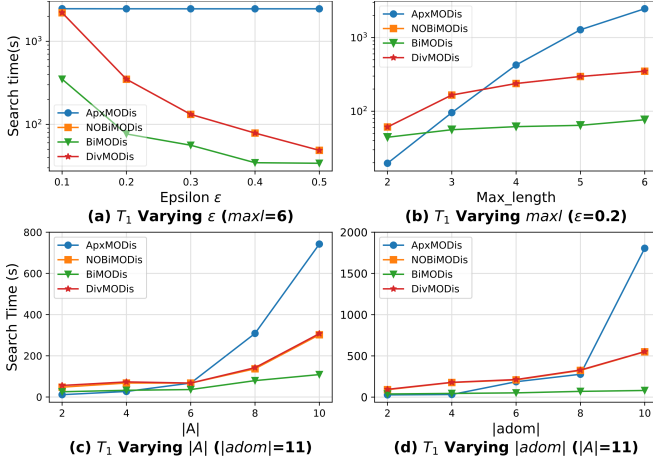 Search time(s)
10³
10²
ApxMODis
NOBiMODis
BiMODis
DivMODis
0.1 0.2 0.3 0.4 0.5
Epsilon ε
(a) T₁ Varying ε (maxl=6)
10³
10²
ApxMODis
NOBiMODis
BiMODis
DivMODis
2 3 4 5 6
Max_length
(b) T₁ Varying maxl (ε=0.2)
Search Time (s)
800
600
400
200
0
ApxMODis
NOBiMODis
BiMODis
DivMODis
2 4 6 8 10
|A|
(c) T₁ Varying |A| (|adom|=11)
2000
1500
1000
500
0
ApxMODis
NOBiMODis
BiMODis
DivMODis
2 4 6 8 10
|adom|
(d) T₁ Varying |adom| (|A|=11)